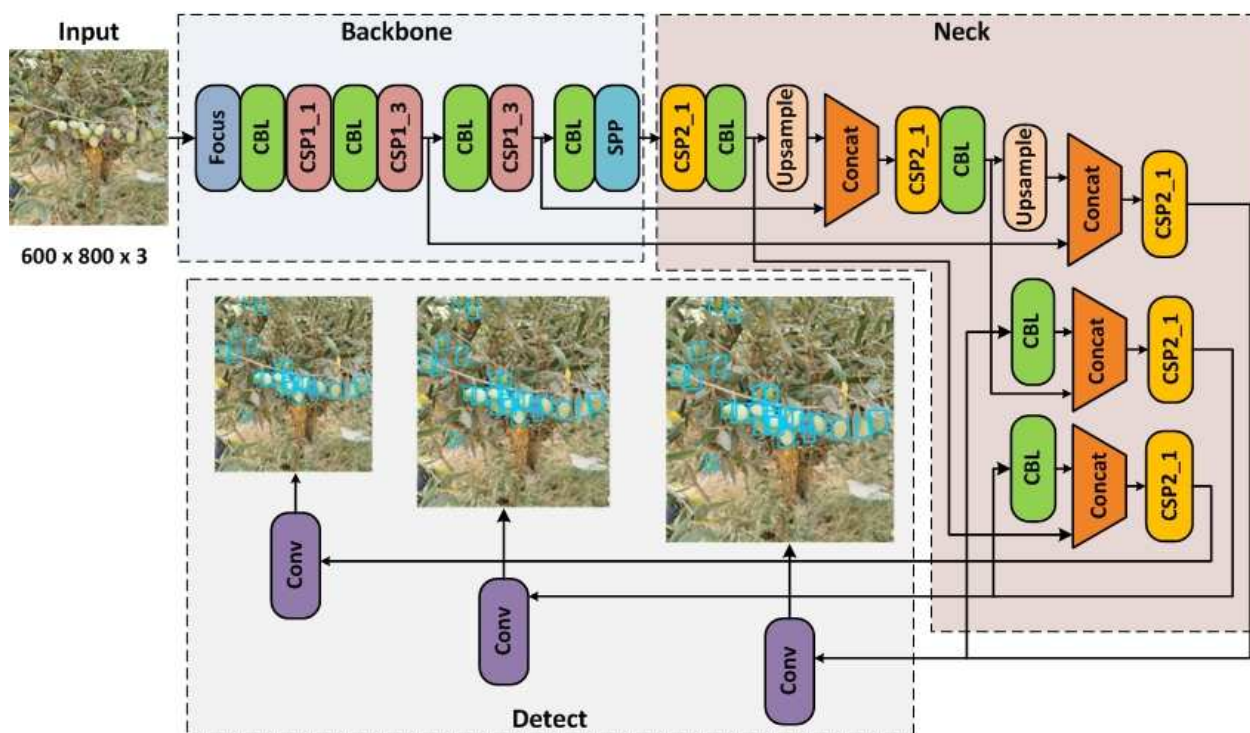 Input
Backbone
Neck
Focus
CBL
CSP1_1
CBL
CSP1_3
CBL
CSP1_3
CBL
SPP
CSP2_1
CBL
Upsample
Concat
CSP2_1
CBL
Upsample
Concat
CSP2_1
600 x 800 x 3
CBL
Concat
CSP2_1
CBL
Concat
CSP2_1
Conv
Conv
Conv
Detect